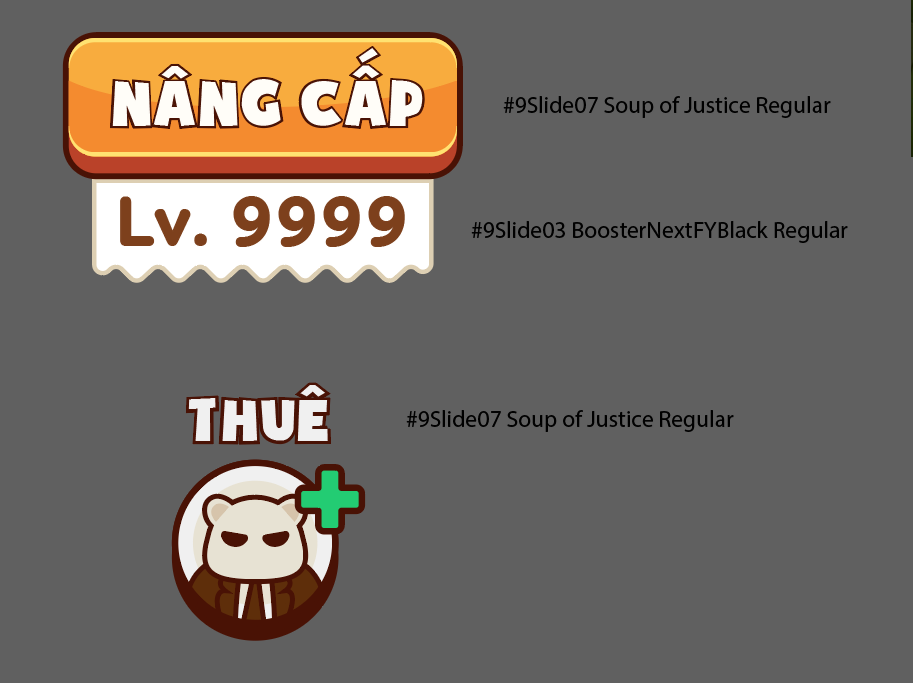 NÂNG CẤP
#9Slide07 Soup of Justice Regular
Lv. 9999
#9Slide03 BoosterNextFYBlack Regular
THUÊ
#9Slide07 Soup of Justice Regular